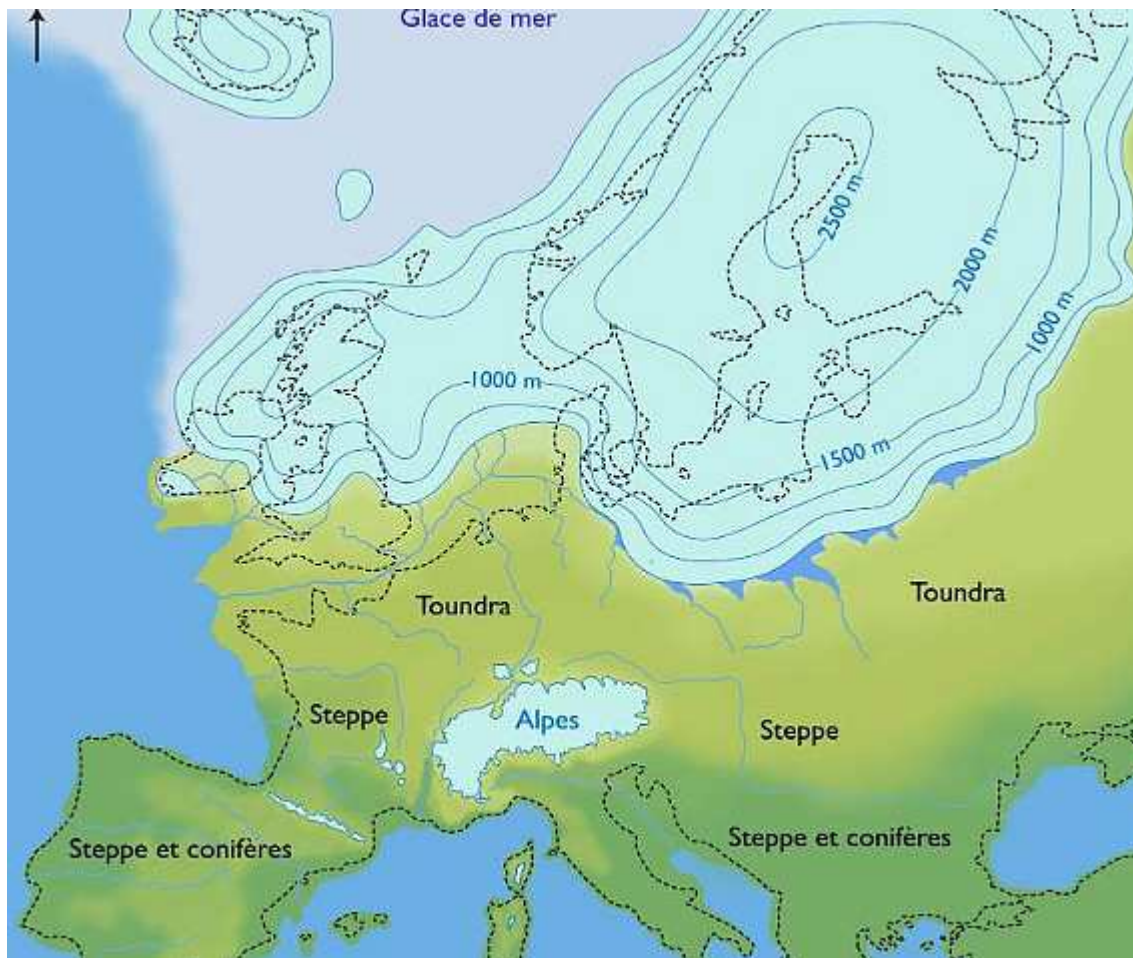 Glace de mer
2500 m
2000 m
1000 m
1000 m
1500 m
Toundra
Toundra
Steppe
Alpes
Steppe
Steppe et conifères
Steppe et conifères